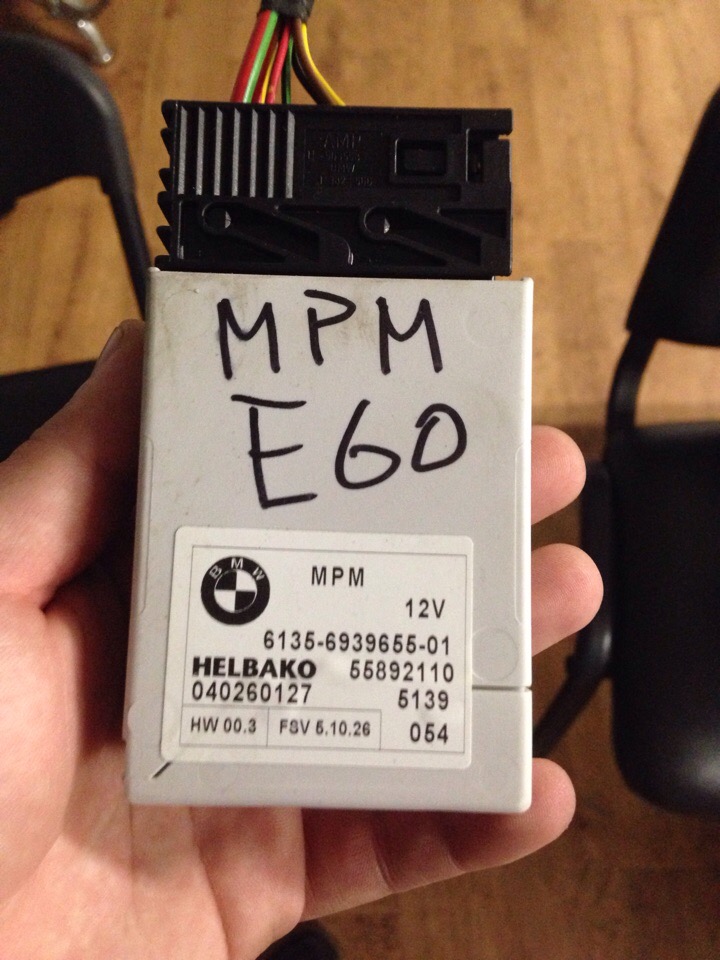 AMP
MPM
E60
BMW
MPM
12V
6135-6939655-01
HELBAKO 55892110
040260127 5139
HW 00.3 FSV 5.10.26 054